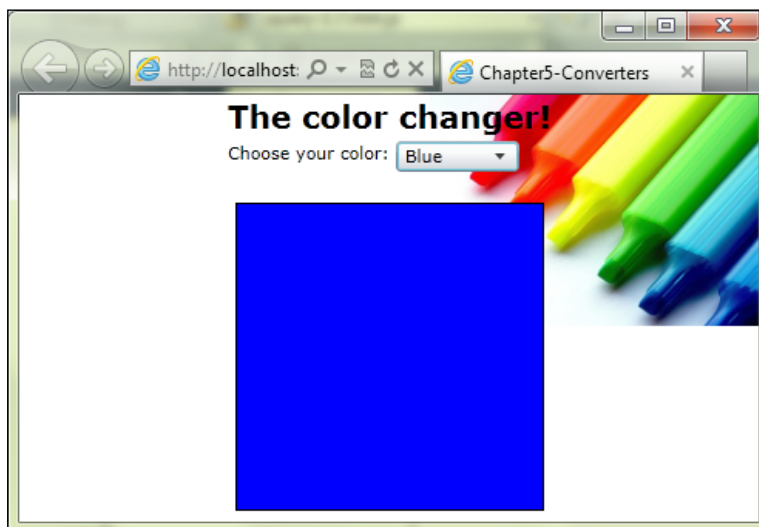 http://localhost:
Chapter5-Converters
The color changer!
Choose your color: Blue